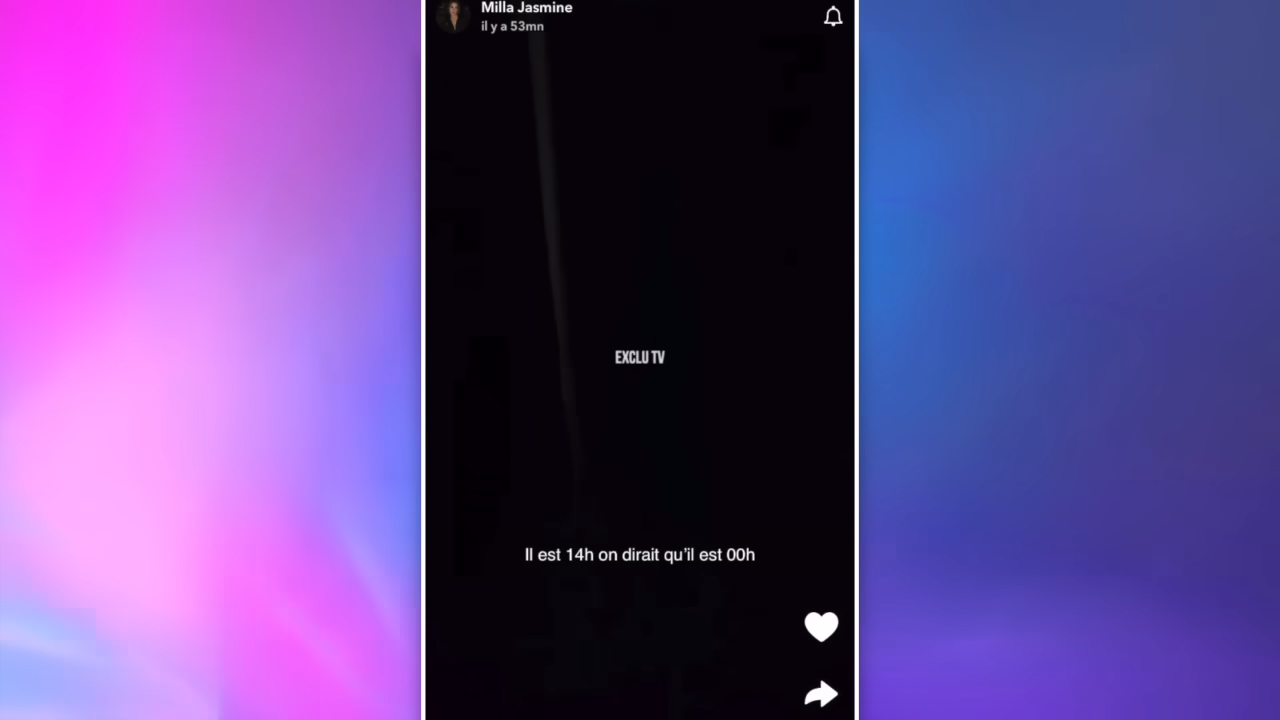 Milla Jasmine
il y a 53mn
EXCLU TV
Il est 14h on dirait qu'il est 00h